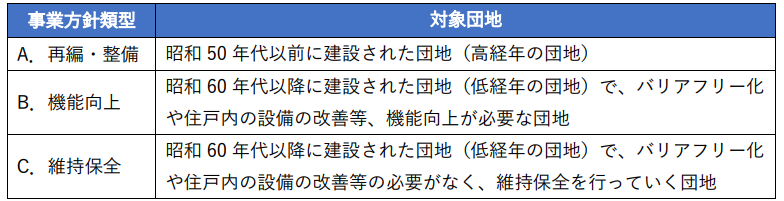 事業方針類型 対象団地
A. 再編・整備 昭和 50 年代以前に建設された団地（高経年の団地）
B. 機能向上 昭和 60 年代以降に建設された団地（低経年の団地）で、バリアフリー化
や住戸内の設備の改善等、機能向上が必要な団地
C. 維持保全 昭和 60 年代以降に建設された団地（低経年の団地）で、バリアフリー化
や住戸内の設備の改善等の必要がなく、維持保全を行っていく団地